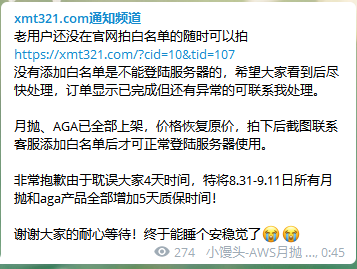 xmt321.com通知频道
老用户还没在官网拍白名单的随时可以拍
https://xmt321.com/?cid=10&tid=107
没有添加白名单是不能登陆服务器的，希望大家看到后尽
快处理，订单显示已完成但还有异常的可联系我处理。
月抛、AGA已全部上架，价格恢复原价，拍下后截图联系
客服添加白名单后才可正常登陆服务器使用。
非常抱歉由于耽误大家4天时间，特将8.31-9.11日所有月
抛和aga产品全部增加5天质保时间！
谢谢大家的耐心等待！终于能睡个安稳觉了😂😂
274 小馒头-AWS月抛 ..., 0:45